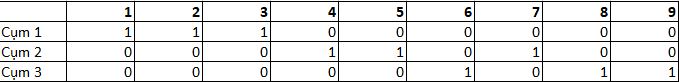 1 2 3 4 5 6 7 8 9
Cụm 1 1 1 1 0 0 0 0 0 0
Cụm 2 0 0 0 1 1 0 1 0 0
Cụm 3 0 0 0 0 0 1 0 1 1